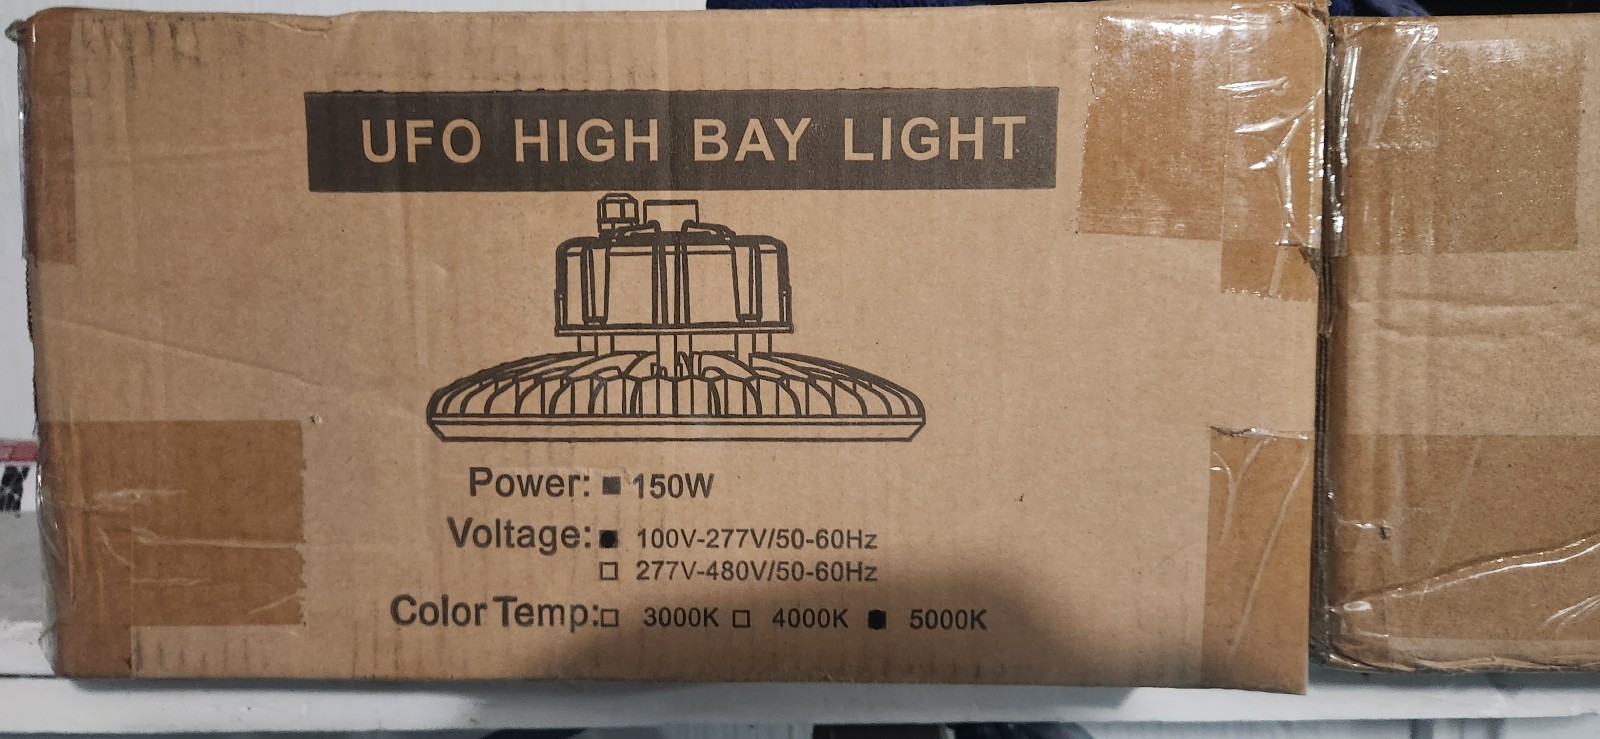 UFO HIGH BAY LIGHT
Power: ■ 150W
Voltage: ■ 100V-277V/50-60Hz
□ 277V-480V/50-60Hz
Color Temp: □ 3000K □ 4000K ■ 5000K